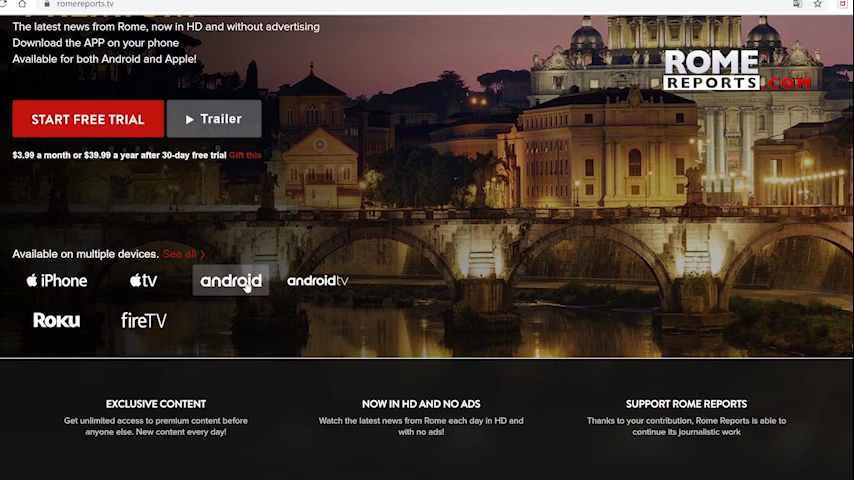 romereports.tv
PREMIUM
The latest news from Rome, now in HD and without advertising
Download the APP on your phone
Available for both Android and Apple!
ROME
REPORTS.COM
START FREE TRIAL
Trailer
$3.99 a month or $39.99 a year after 30-day free trial Gift this
Available on multiple devices. See all
iPhone
tv
android
androidtv
Roku
fireTV
EXCLUSIVE CONTENT
Get unlimited access to premium content before
anyone else. New content every day!
NOW IN HD AND NO ADS
Watch the latest news from Rome each day in HD and
with no ads!
SUPPORT ROME REPORTS
Thanks to your contribution, Rome Reports is able to
continue its journalistic work